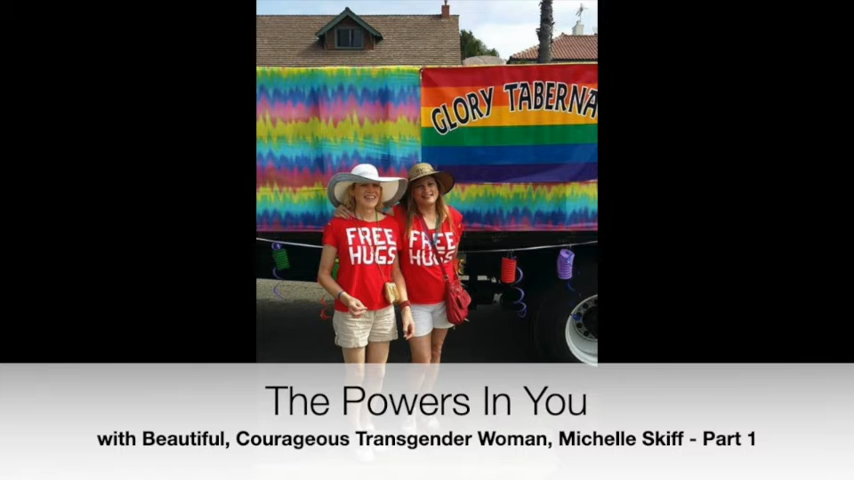 GLORY TABERNA
FREE
HUGS
FREE
HUGS
The Powers In You
with Beautiful, Courageous Transgender Woman, Michelle Skiff - Part 1